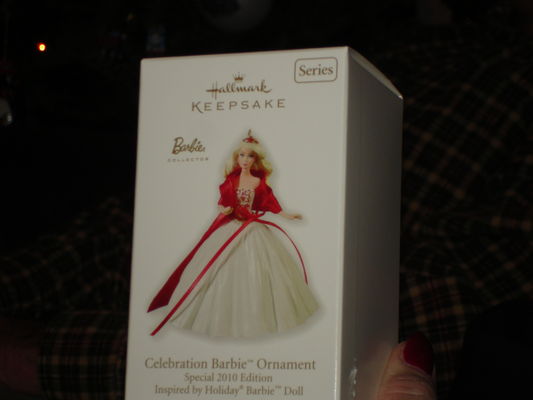 Series
Hallmark
KEEPSAKE
Barbie
COLLECTOR
Celebration Barbie™ Ornament
Special 2010 Edition
Inspired by Holiday® Barbie™ Doll